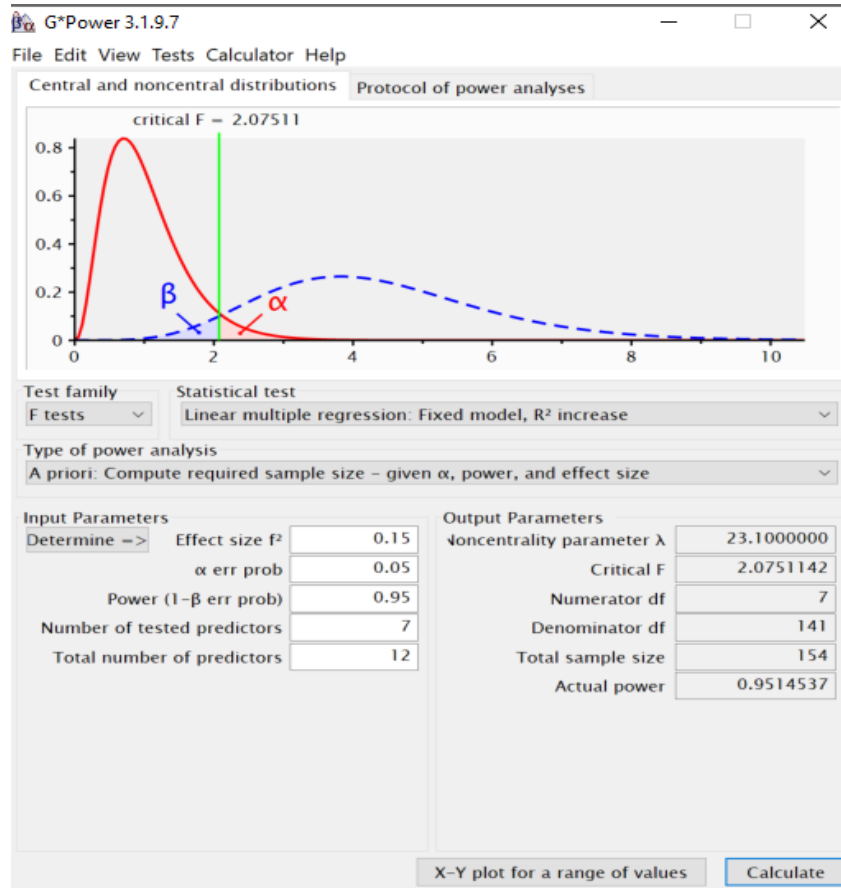 βα G*Power 3.1.9.7
File Edit View Tests Calculator Help
Central and noncentral distributions Protocol of power analyses
critical F = 2.07511
0.8
0.6
0.4
0.2
0
β α
0 2 4 6 8 10
Test family Statistical test
F tests Linear multiple regression: Fixed model, R² increase
Type of power analysis
A priori: Compute required sample size - given α, power, and effect size
Input Parameters Output Parameters
Determine => Effect size f² 0.15 Noncentrality parameter λ 23.1000000
α err prob 0.05 Critical F 2.0751142
Power (1-β err prob) 0.95 Numerator df 7
Number of tested predictors 7 Denominator df 141
Total number of predictors 12 Total sample size 154
Actual power 0.9514537
X-Y plot for a range of values Calculate